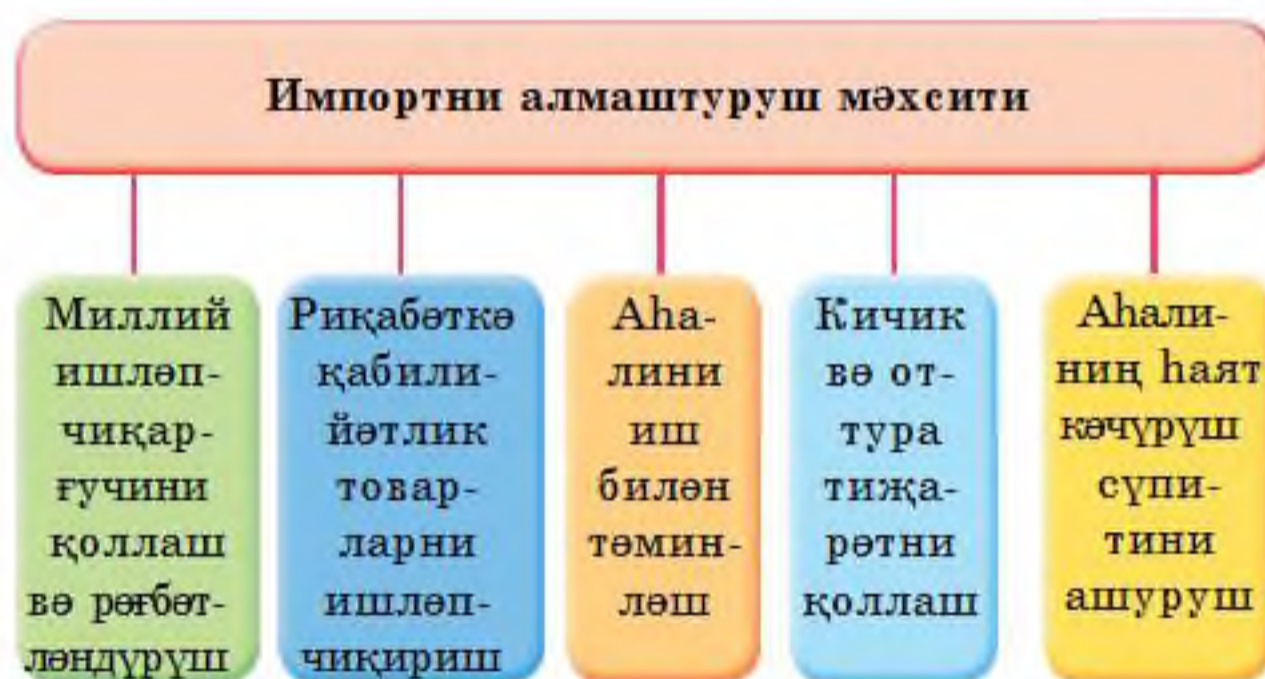 Импортни алмаштуруш мәхсити
Миллий
ишләп-
чиқар-
ғучини
қоллаш
вә рәғбәт-
ләндүрүш
Риқабәткә
қабили-
йәтлик
товар-
ларни
ишләп-
чиқириш
Аһа-
лини
иш
билән
тәмин-
ләш
Кичик
вә от-
тура
тиҗа-
рәтни
қоллаш
Аһали-
ниң һаят
кәчүрүш
сүпи-
тини
ашуруш